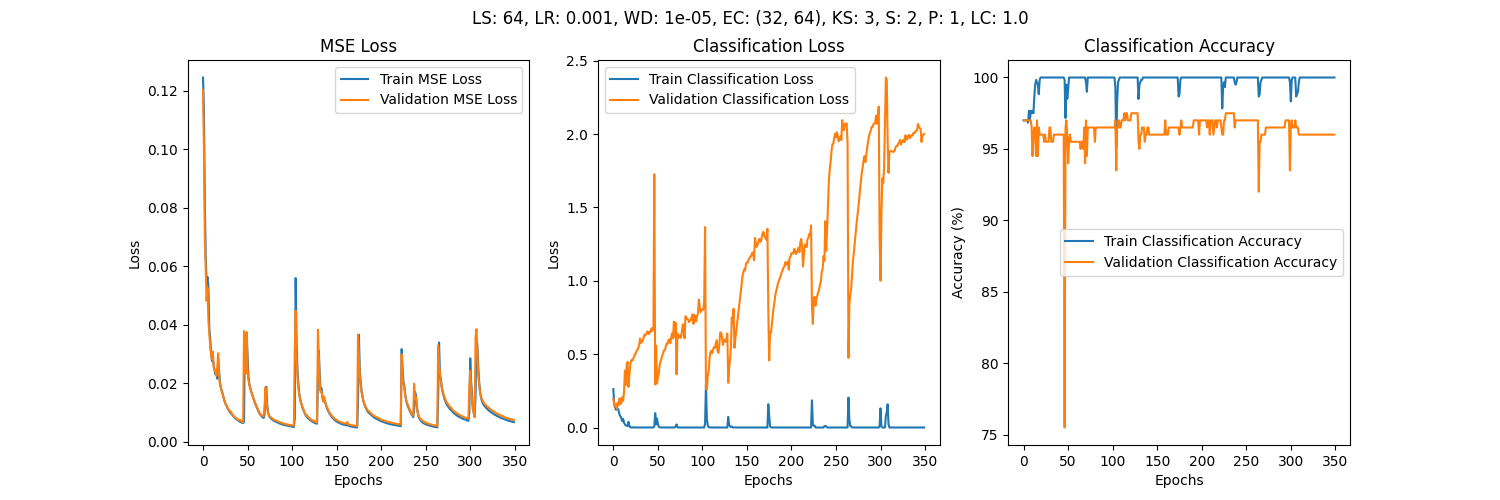 LS: 64, LR: 0.001, WD: 1e-05, EC: (32, 64), KS: 3, S: 2, P: 1, LC: 1.0
MSE Loss
Train MSE Loss
Validation MSE Loss
0.12
0.10
0.08
0.06
0.04
0.02
0.00
Loss
0 50 100 150 200 250 300 350
Epochs
Classification Loss
Train Classification Loss
Validation Classification Loss
2.5
2.0
1.5
1.0
0.5
0.0
Loss
0 50 100 150 200 250 300 350
Epochs
Classification Accuracy
100
95
90
85
80
75
Accuracy (%)
Train Classification Accuracy
Validation Classification Accuracy
0 50 100 150 200 250 300 350
Epochs